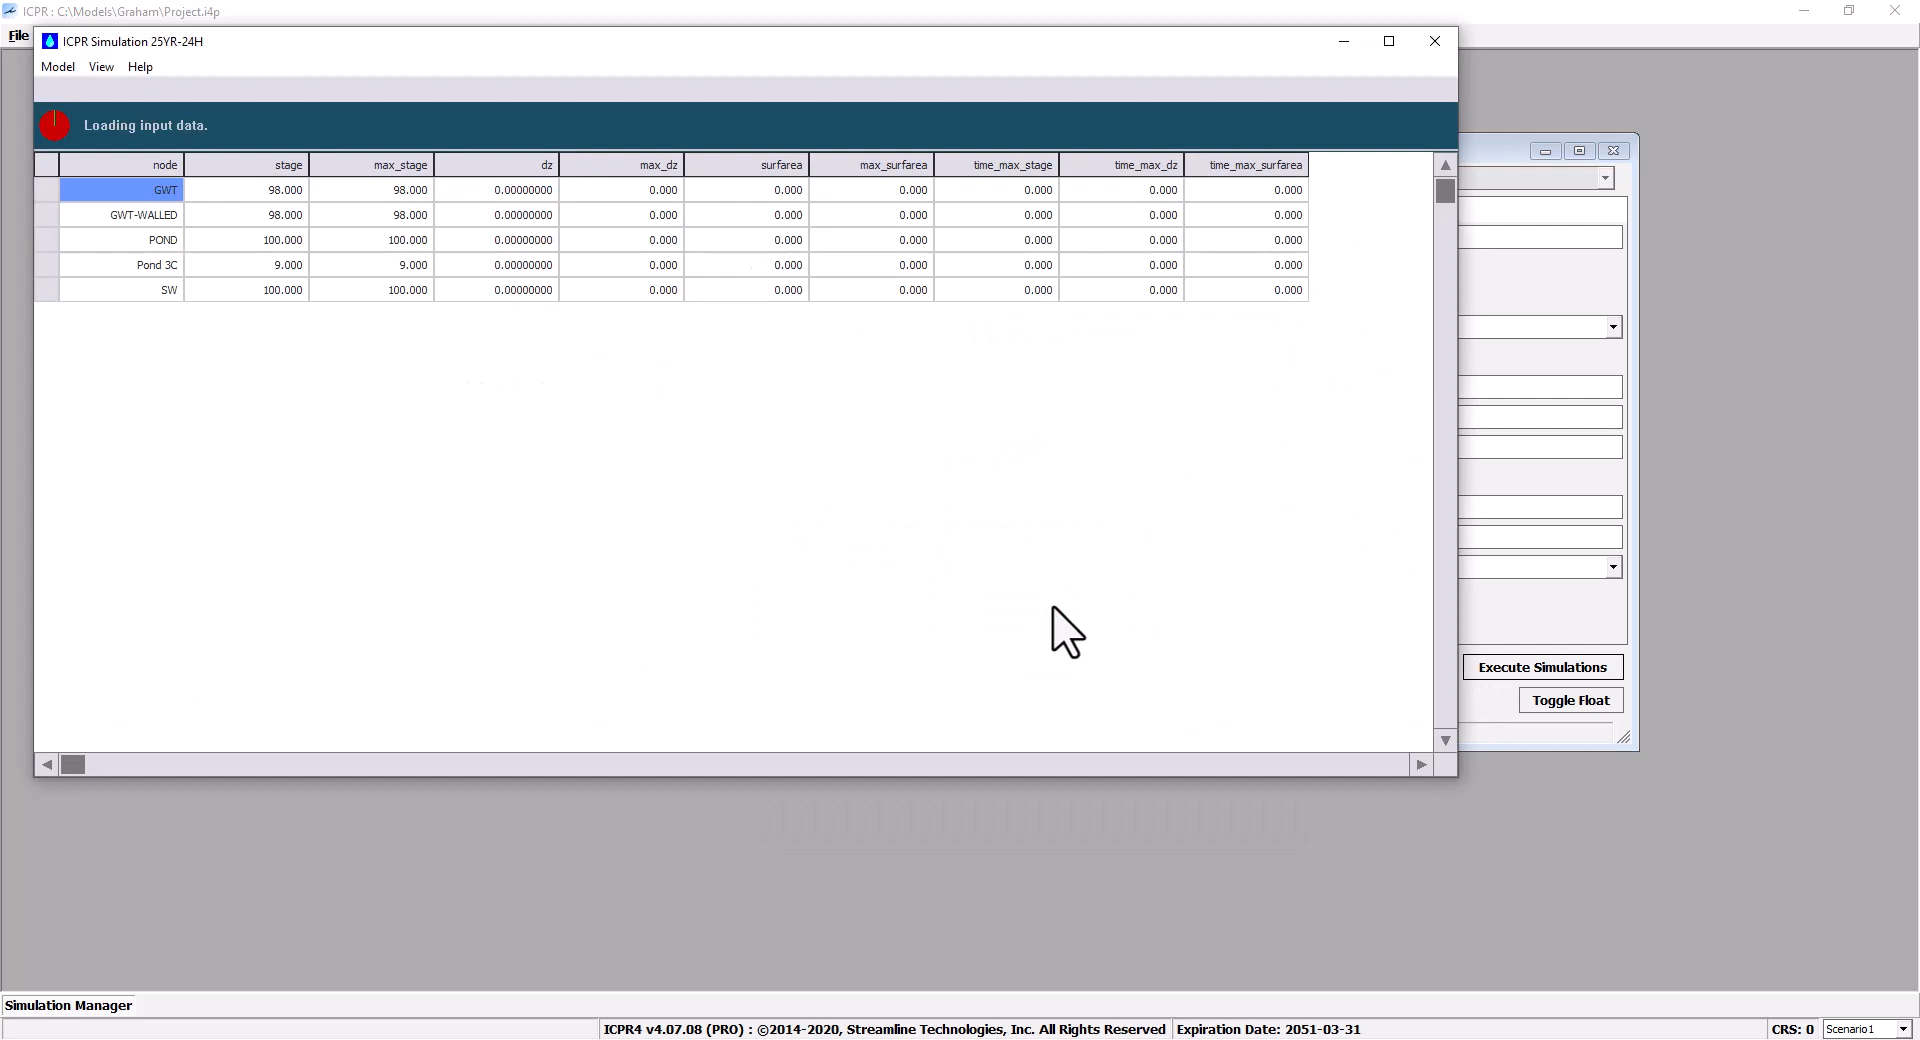 ICPR : C:\Models\Graham\Project.i4p
File
ICPR Simulation 25YR-24H
Model View Help
Loading input data.
node stage max_stage dz max_dz surfarea max_surfarea time_max_stage time_max_dz time_max_surfarea
GWT 98.000 98.000 0.00000000 0.000 0.000 0.000 0.000 0.000 0.000
GWT-WALLED 98.000 98.000 0.00000000 0.000 0.000 0.000 0.000 0.000 0.000
POND 100.000 100.000 0.00000000 0.000 0.000 0.000 0.000 0.000 0.000
Pond 3C 9.000 9.000 0.00000000 0.000 0.000 0.000 0.000 0.000 0.000
SW 100.000 100.000 0.00000000 0.000 0.000 0.000 0.000 0.000 0.000
Execute Simulations
Toggle Float
Simulation Manager
ICPR4 v4.07.08 (PRO) : ©2014-2020, Streamline Technologies, Inc. All Rights Reserved Expiration Date: 2051-03-31 CRS: 0 Scenario1